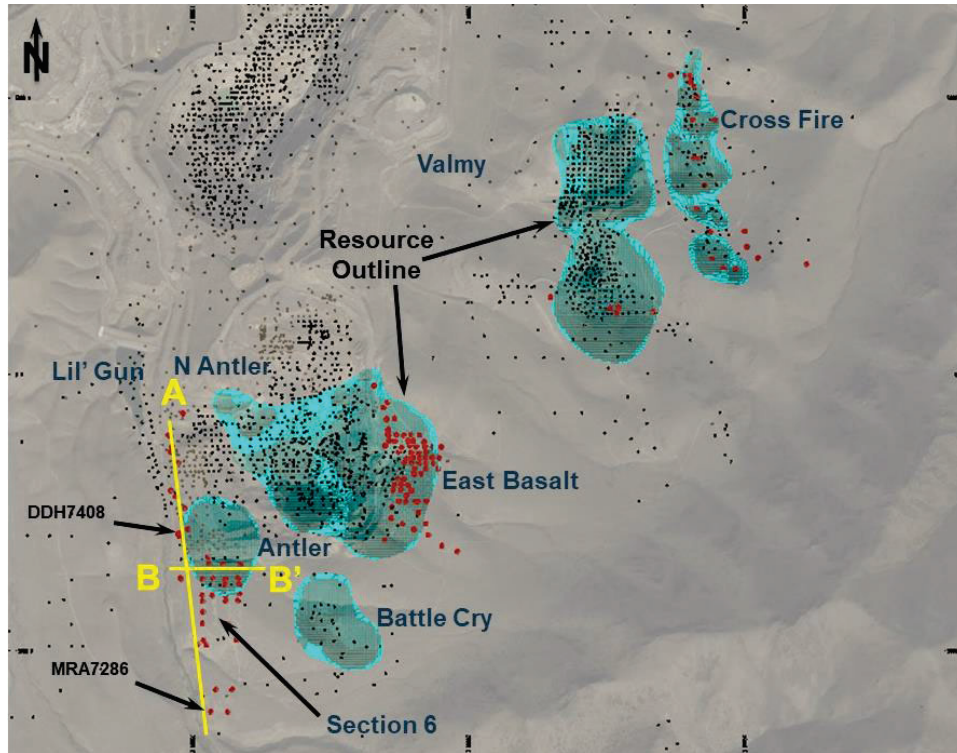 N
Cross Fire
Valmy
Resource
Outline
Lil' Gun
N Antler
A
East Basalt
DDH7408
Antler
B
B'
Battle Cry
MRA7286
Section 6